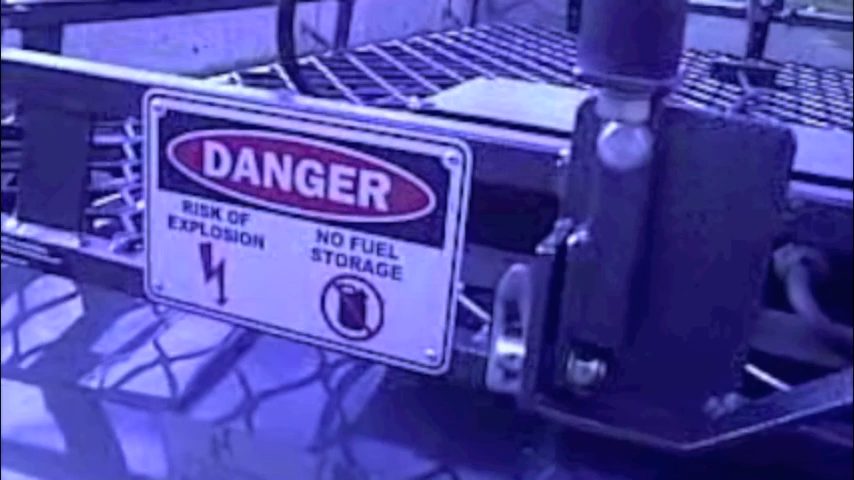 DANGER
RISK OF
EXPLOSION
NO FUEL
STORAGE